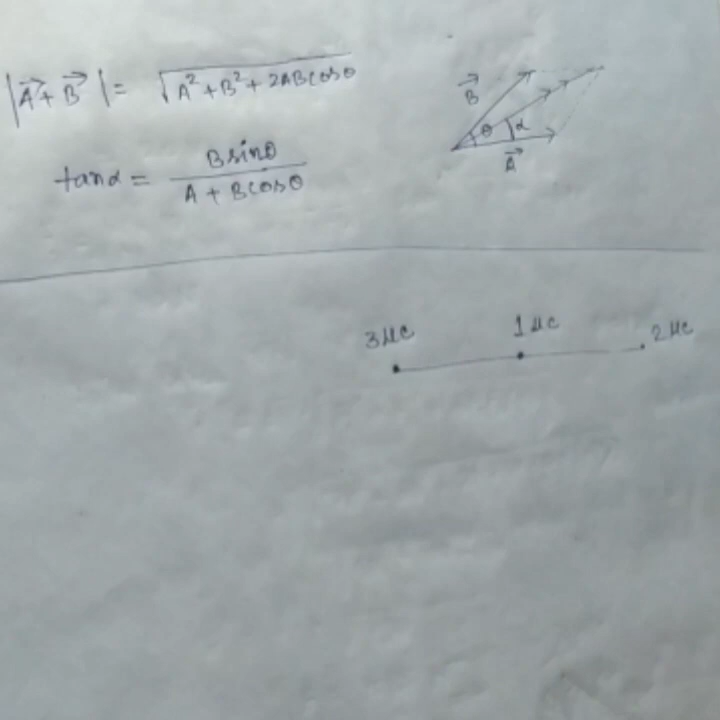 |A⃗ + B⃗| = √A² + B² + 2ABcosθ
tanα = Bsinθ / A + Bcosθ
B⃗
θ α
A⃗
3μC 1μC 2μC